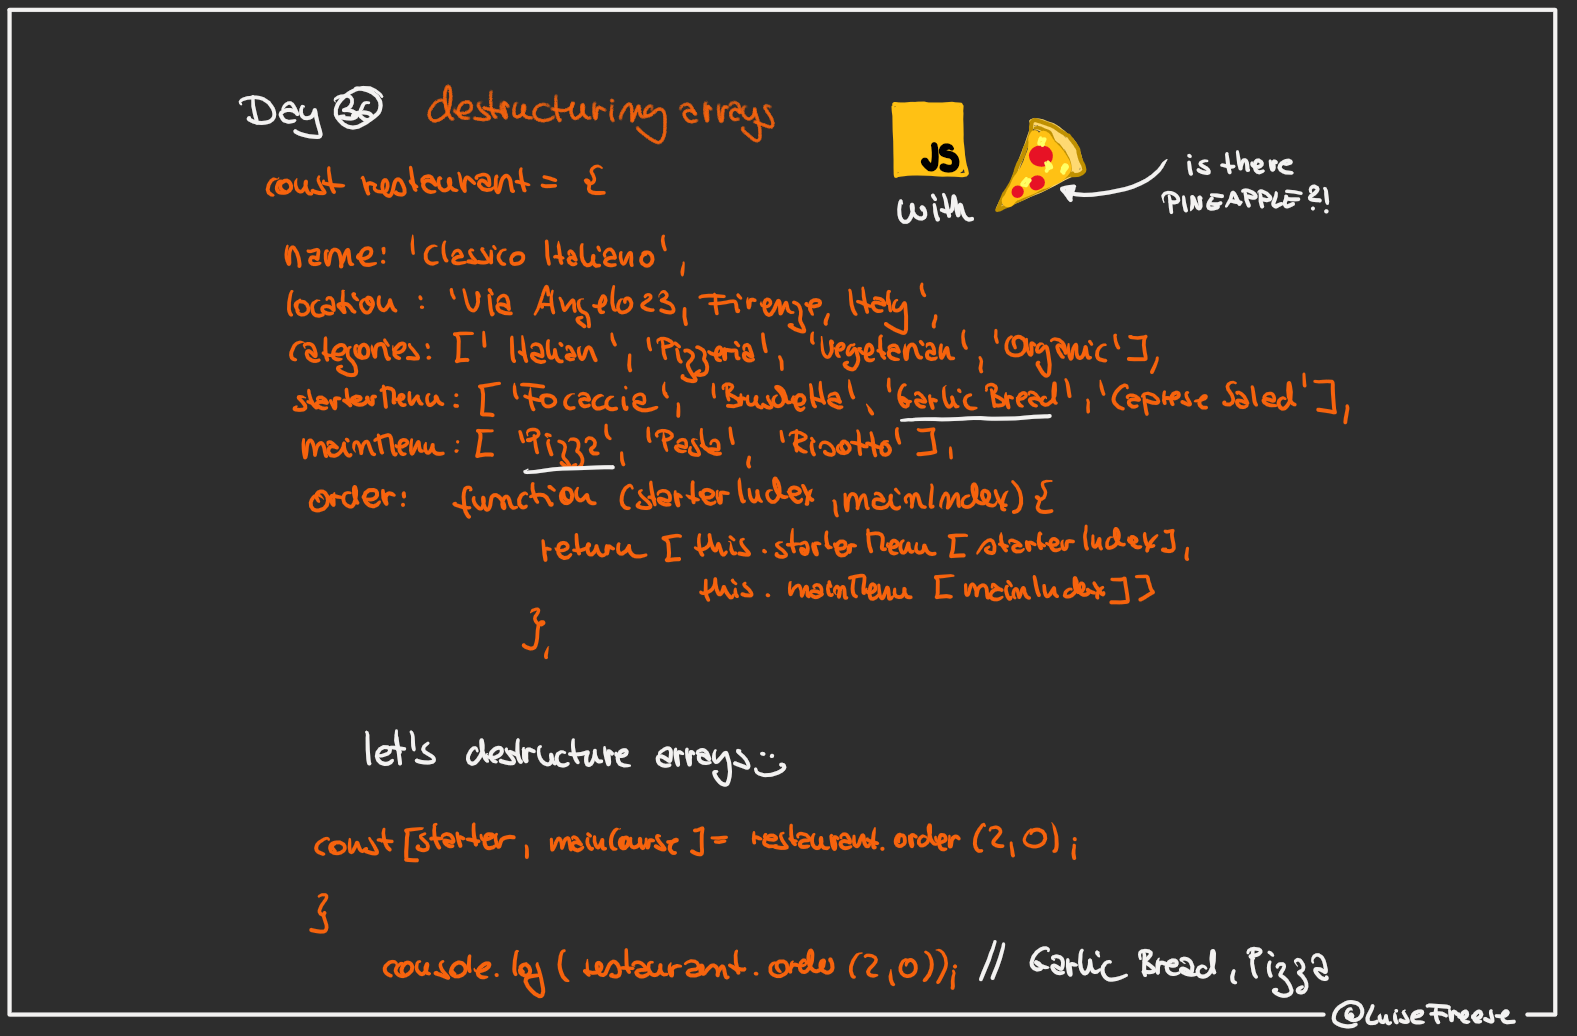 Day 36 destructuring arrays
JS
with
is there
PINEAPPLE?!
const restaurant = {
name: 'Classico Italiano',
location : 'Via Angelo 23, Firenze, Italy',
categories: ['Italian', 'Pizzeria', 'Vegetarian', 'Organic'],
starterMenu: ['Focaccia', 'Bruschetta', 'Garlic Bread', 'Caprese Salad'],
mainMenu: ['Pizza', 'Pasta', 'Risotto'],
order: function (starterIndex, mainIndex) {
return [this.starterMenu [starterIndex],
this.mainMenu [mainIndex]]
},
let's destructure arrays :)
const [starter, mainCourse] = restaurant.order (2,0);
}
console.log (restaurant.order (2,0)); // Garlic Bread, Pizza
@LuiseFreese